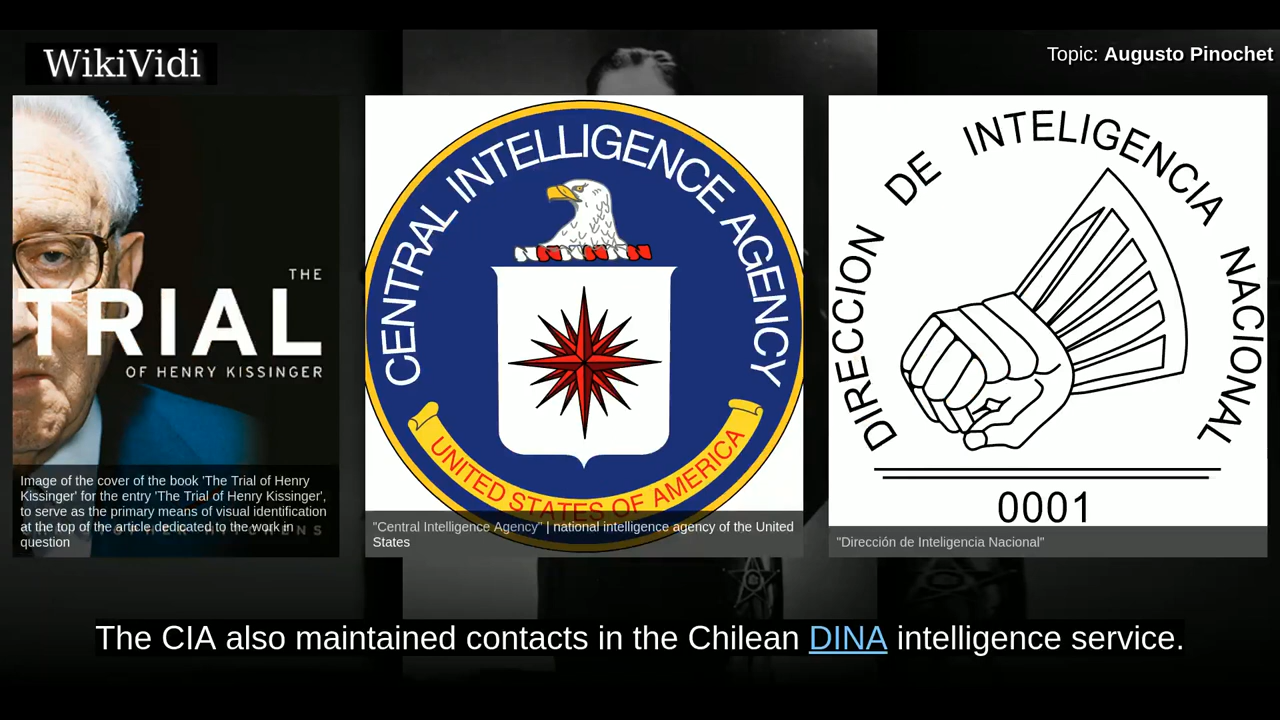 WikiVidi
Topic: Augusto Pinochet
THE
TRIAL
OF HENRY KISSINGER
Image of the cover of the book 'The Trial of Henry
Kissinger' for the entry 'The Trial of Henry Kissinger',
to serve as the primary means of visual identification
at the top of the article dedicated to the work in
question
CENTRAL INTELLIGENCE AGENCY
UNITED STATES OF AMERICA
"Central Intelligence Agency" | national intelligence agency of the United
States
DIRECCION DE INTELIGENCIA NACIONAL
0001
"Dirección de Inteligencia Nacional"
The CIA also maintained contacts in the Chilean DINA intelligence service.